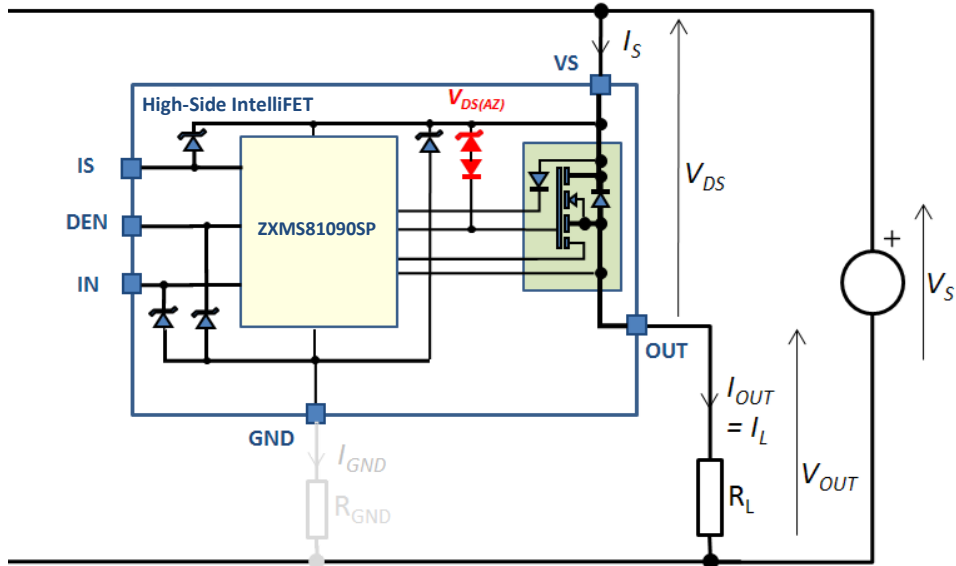 I_S
VS
High-Side IntelliFET
V_DS(AZ)
IS
DEN
IN
ZXMS81090SP
V_DS
+
V_S
OUT
GND
I_OUT
= I_L
I_GND
R_GND
R_L
V_OUT